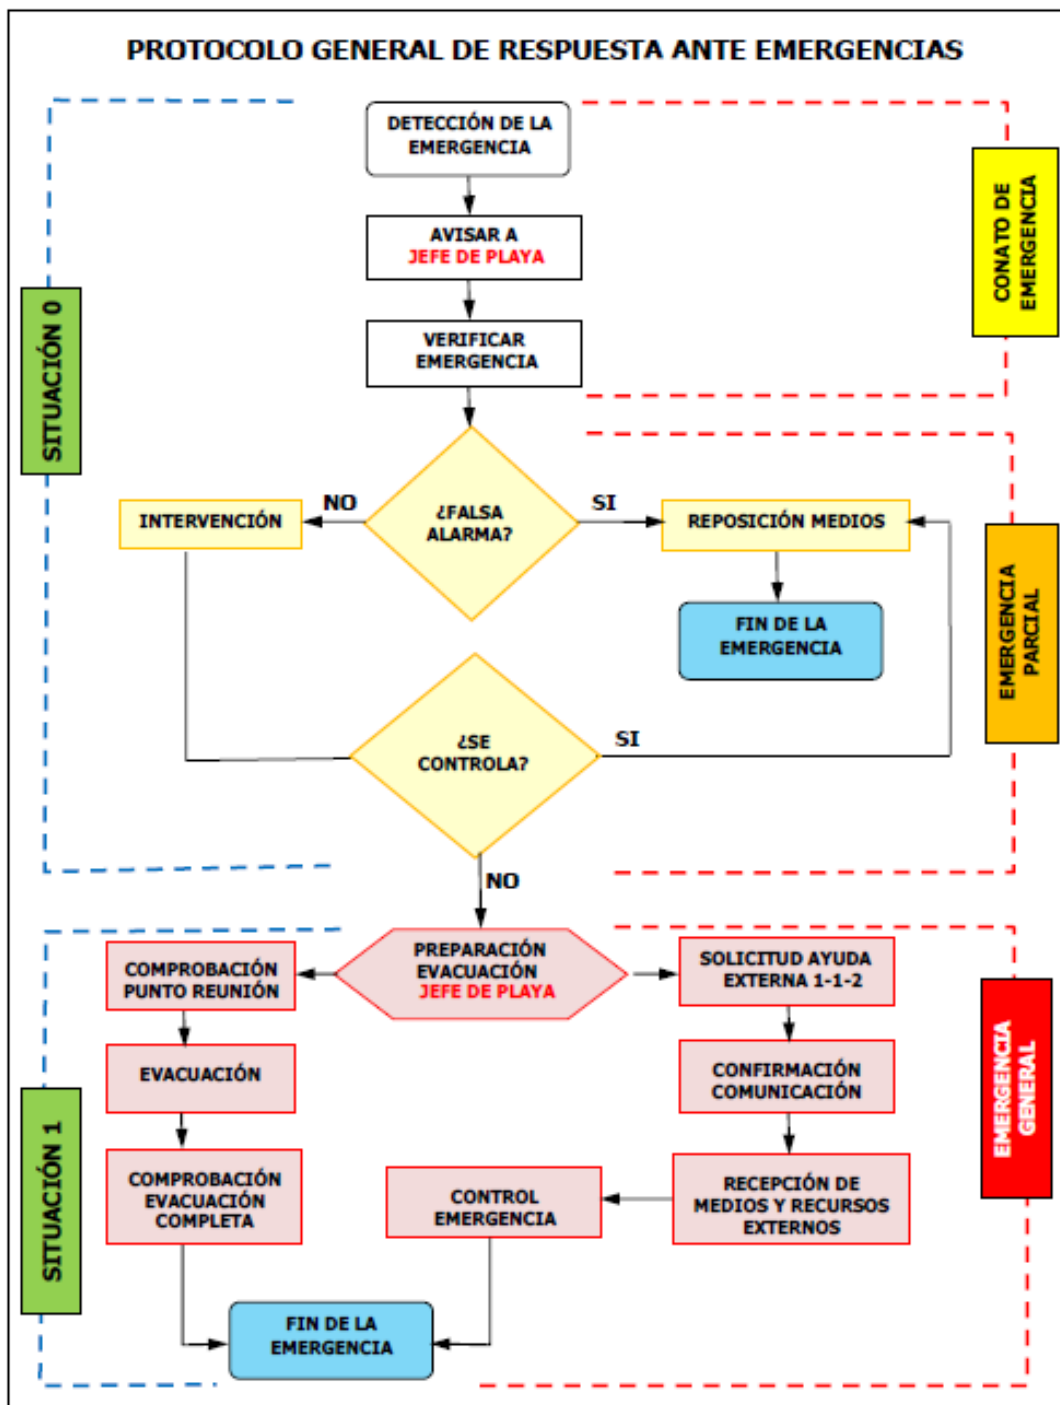 PROTOCOLO GENERAL DE RESPUESTA ANTE EMERGENCIAS
DETECCIÓN DE LA
EMERGENCIA
CONATO DE
EMERGENCIA
AVISAR A
JEFE DE PLAYA
VERIFICAR
EMERGENCIA
SITUACIÓN 0
¿FALSA
ALARMA?
NO
SI
INTERVENCIÓN
REPOSICIÓN MEDIOS
FIN DE LA
EMERGENCIA
EMERGENCIA
PARCIAL
¿SE
CONTROLA?
SI
NO
PREPARACIÓN
EVACUACIÓN
JEFE DE PLAYA
COMPROBACIÓN
PUNTO REUNIÓN
SOLICITUD AYUDA
EXTERNA 1-1-2
EVACUACIÓN
CONFIRMACIÓN
COMUNICACIÓN
EMERGENCIA
GENERAL
SITUACIÓN 1
COMPROBACIÓN
EVACUACIÓN
COMPLETA
CONTROL
EMERGENCIA
RECEPCIÓN DE
MEDIOS Y RECURSOS
EXTERNOS
FIN DE LA
EMERGENCIA